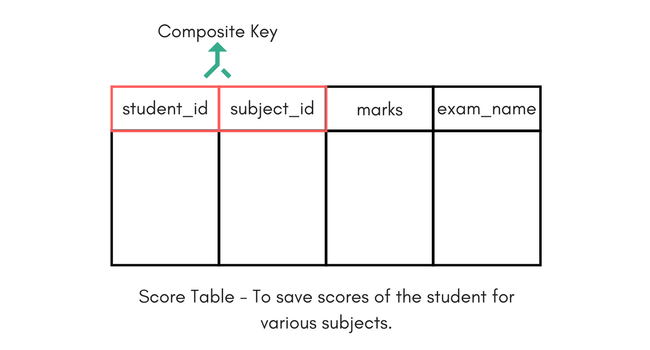 Composite Key
student_id subject_id marks exam_name
Score Table - To save scores of the student for
various subjects.